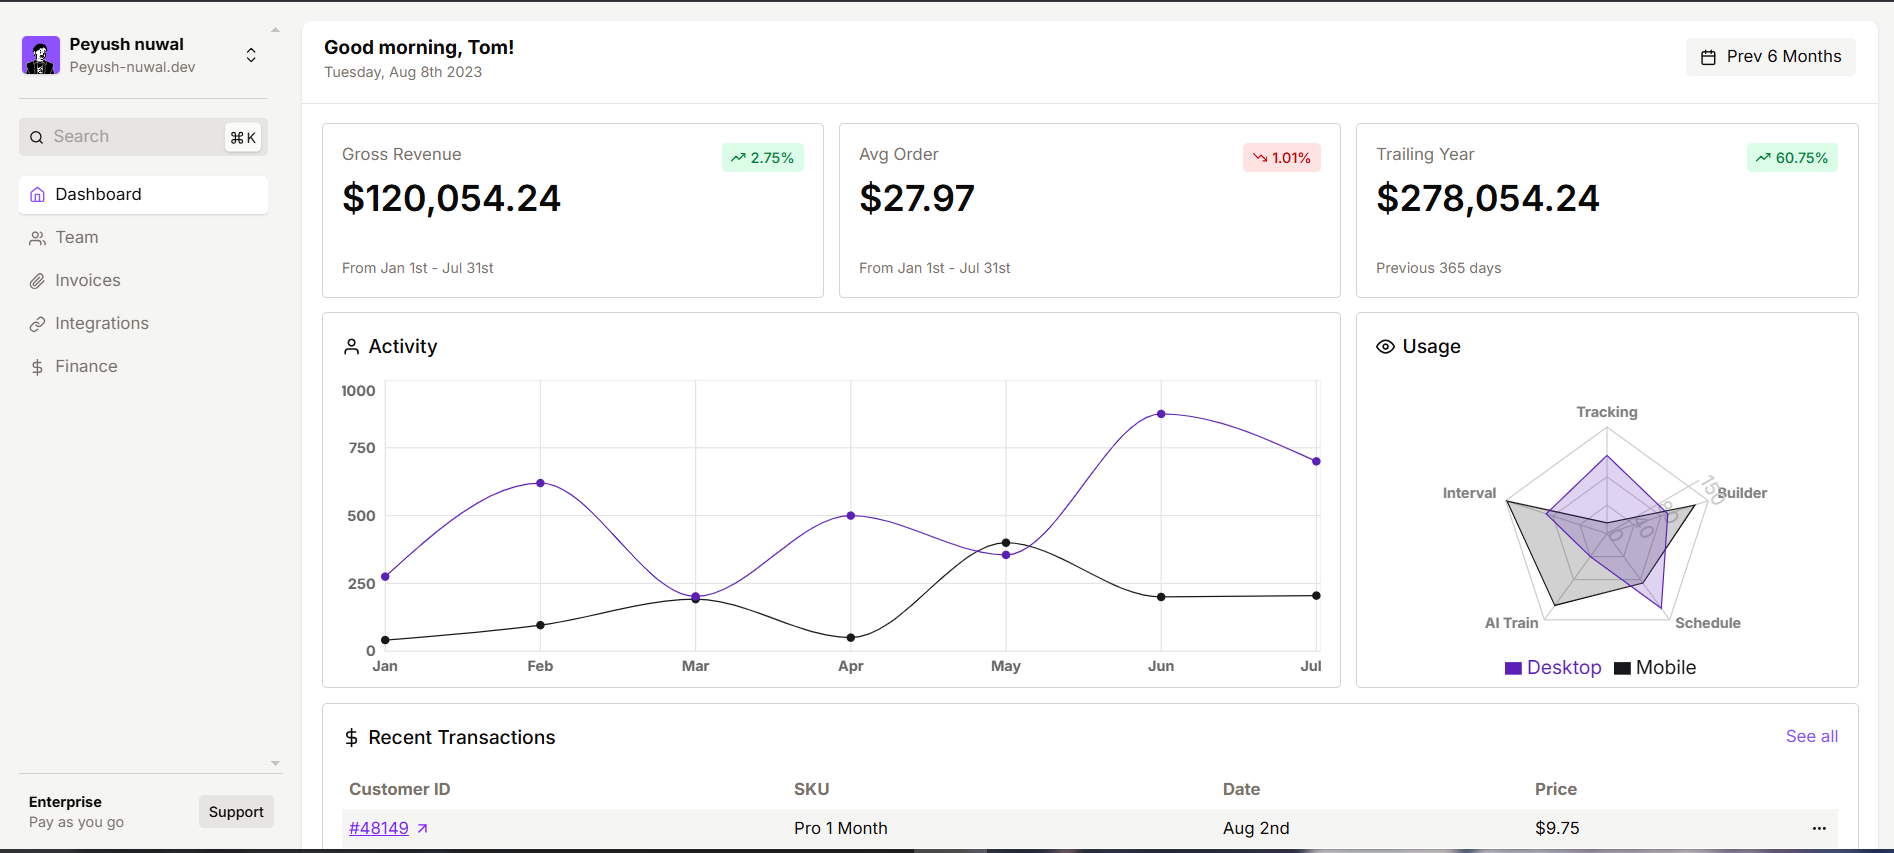 Peyush nuwal
Peyush-nuwal.dev
Search
⌘ K
Dashboard
Team
Invoices
Integrations
Finance
Enterprise
Pay as you go
Support
Good morning, Tom!
Tuesday, Aug 8th 2023
Prev 6 Months
Gross Revenue
2.75%
$120,054.24
From Jan 1st - Jul 31st
Avg Order
1.01%
$27.97
From Jan 1st - Jul 31st
Trailing Year
60.75%
$278,054.24
Previous 365 days
Activity
1000
750
500
250
0
Jan Feb Mar Apr May Jun Jul
Usage
Tracking
Interval
Builder
150
40
0
AI Train
Schedule
Desktop Mobile
$ Recent Transactions
See all
Customer ID SKU Date Price
#48149 Pro 1 Month Aug 2nd $9.75